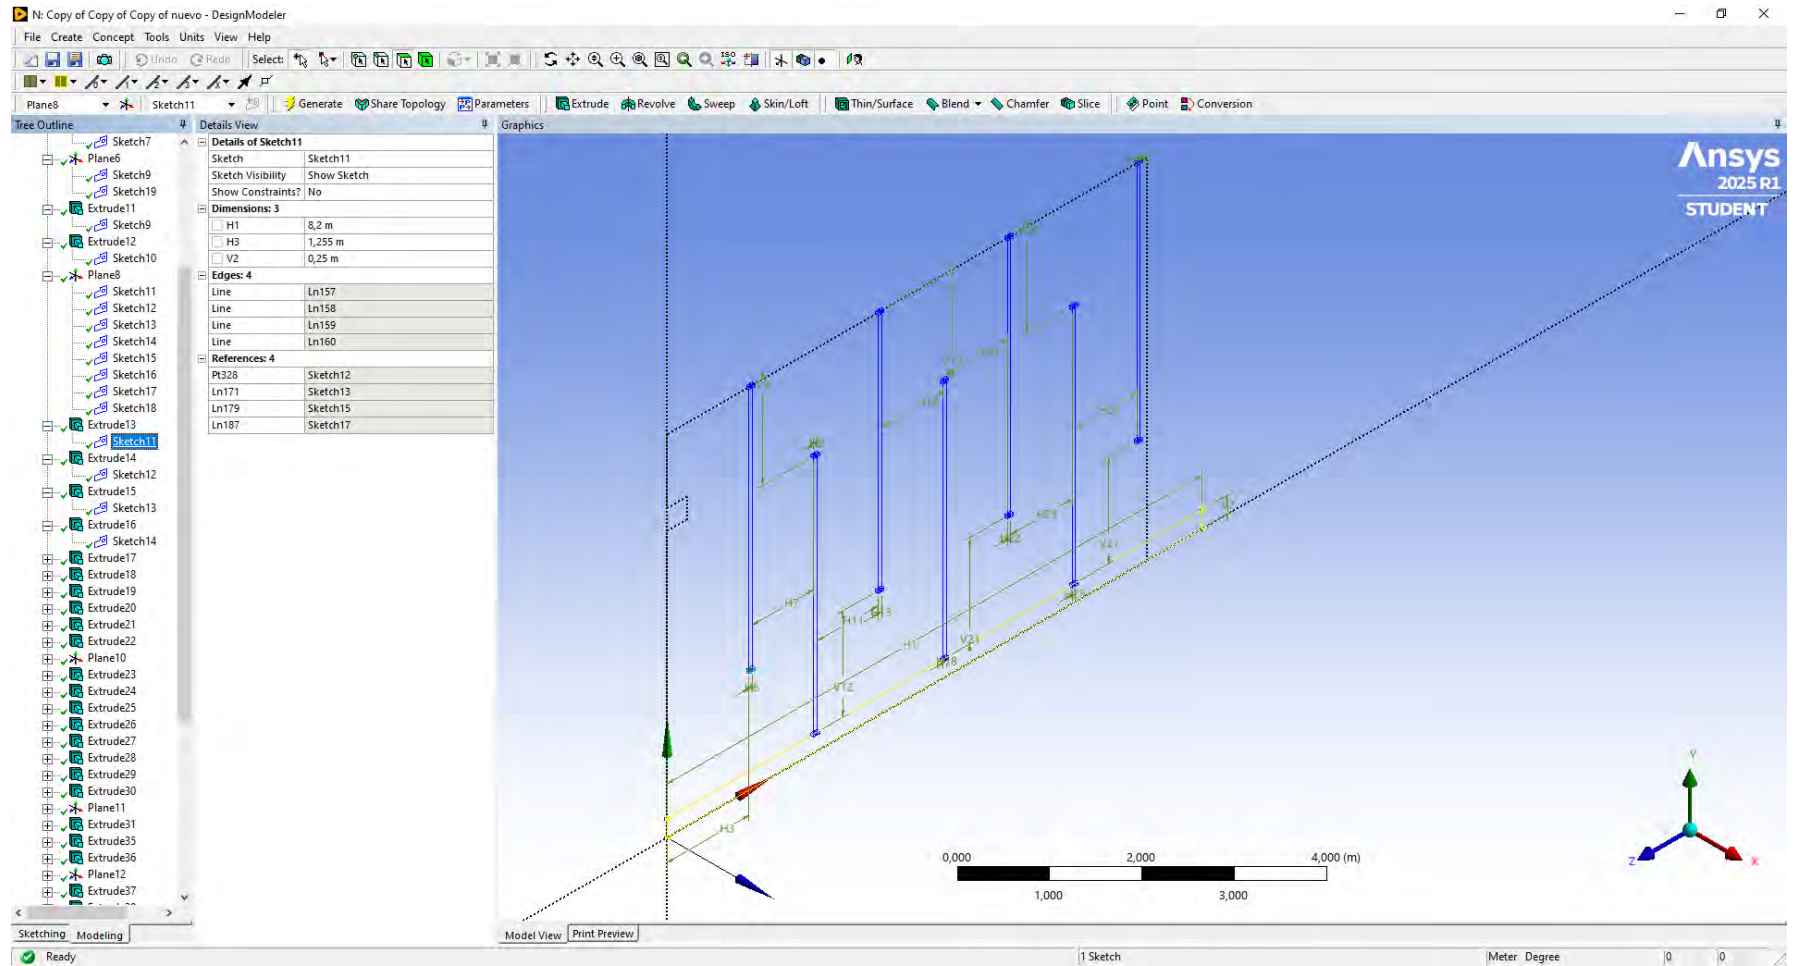 N: Copy of Copy of Copy of nuevo - DesignModeler
File Create Concept Tools Units View Help
Undo Redo Select: ISO
Plane8 Sketch11 Generate Share Topology Parameters Extrude Revolve Sweep Skin/Loft Thin/Surface Blend Chamfer Slice Point Conversion
Tree Outline
Sketch7
Plane6
Sketch9
Sketch19
Extrude11
Sketch9
Extrude12
Sketch10
Plane8
Sketch11
Sketch12
Sketch13
Sketch14
Sketch15
Sketch16
Sketch17
Sketch18
Extrude13
Sketch11
Extrude14
Sketch12
Extrude15
Sketch13
Extrude16
Sketch14
Extrude17
Extrude18
Extrude19
Extrude20
Extrude21
Extrude22
Plane10
Extrude23
Extrude24
Extrude25
Extrude26
Extrude27
Extrude28
Extrude29
Extrude30
Plane11
Extrude31
Extrude35
Extrude36
Plane12
Extrude37
Sketching Modeling
Details View
Details of Sketch11
Sketch Sketch11
Sketch Visibility Show Sketch
Show Constraints? No
Dimensions: 3
H1 8,2 m
H3 1,255 m
V2 0,25 m
Edges: 4
Line Ln157
Line Ln158
Line Ln159
Line Ln160
References: 4
Pt328 Sketch12
Ln171 Sketch13
Ln179 Sketch15
Ln187 Sketch17
Graphics
Ansys
2025 R1
STUDENT
H23
V21
H7
H1
V21
V12
H3
0,000 2,000 4,000 (m)
1,000 3,000
Y
Z X
Model View Print Preview
Ready 1 Sketch Meter Degree 0 0